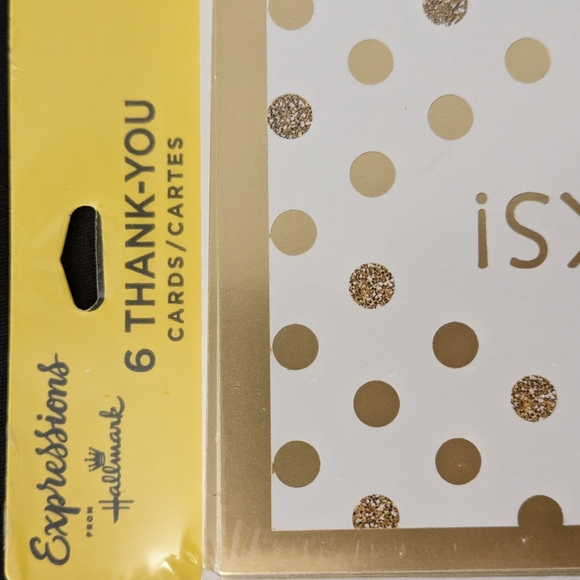 Expressions
FROM
Hallmark
6 THANK-YOU
CARDS/CARTES
S!